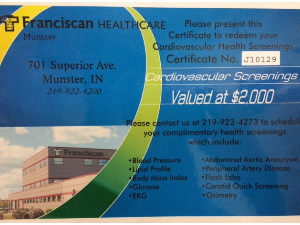 Franciscan HEALTHCARE
Munster
701 Superior Ave.
Munster, IN
219-922-4200
Please present this
Certificate to redeem your
Cardiovascular Health Screenings
Certificate No. J10129
Cardiovascular Screenings
Valued at $2,000
Please contact us at 219-922-4273 to schedule
your complimentary health screenings
which include:
Franciscan
•Blood Pressure
•Lipid Profile
•Body Mass Index
•Glucose
•EKG
•Abdominal Aortic Aneurysm
•Peripheral Artery Disease
•Flash Echo
•Carotid Quick Screening
•Oximetry